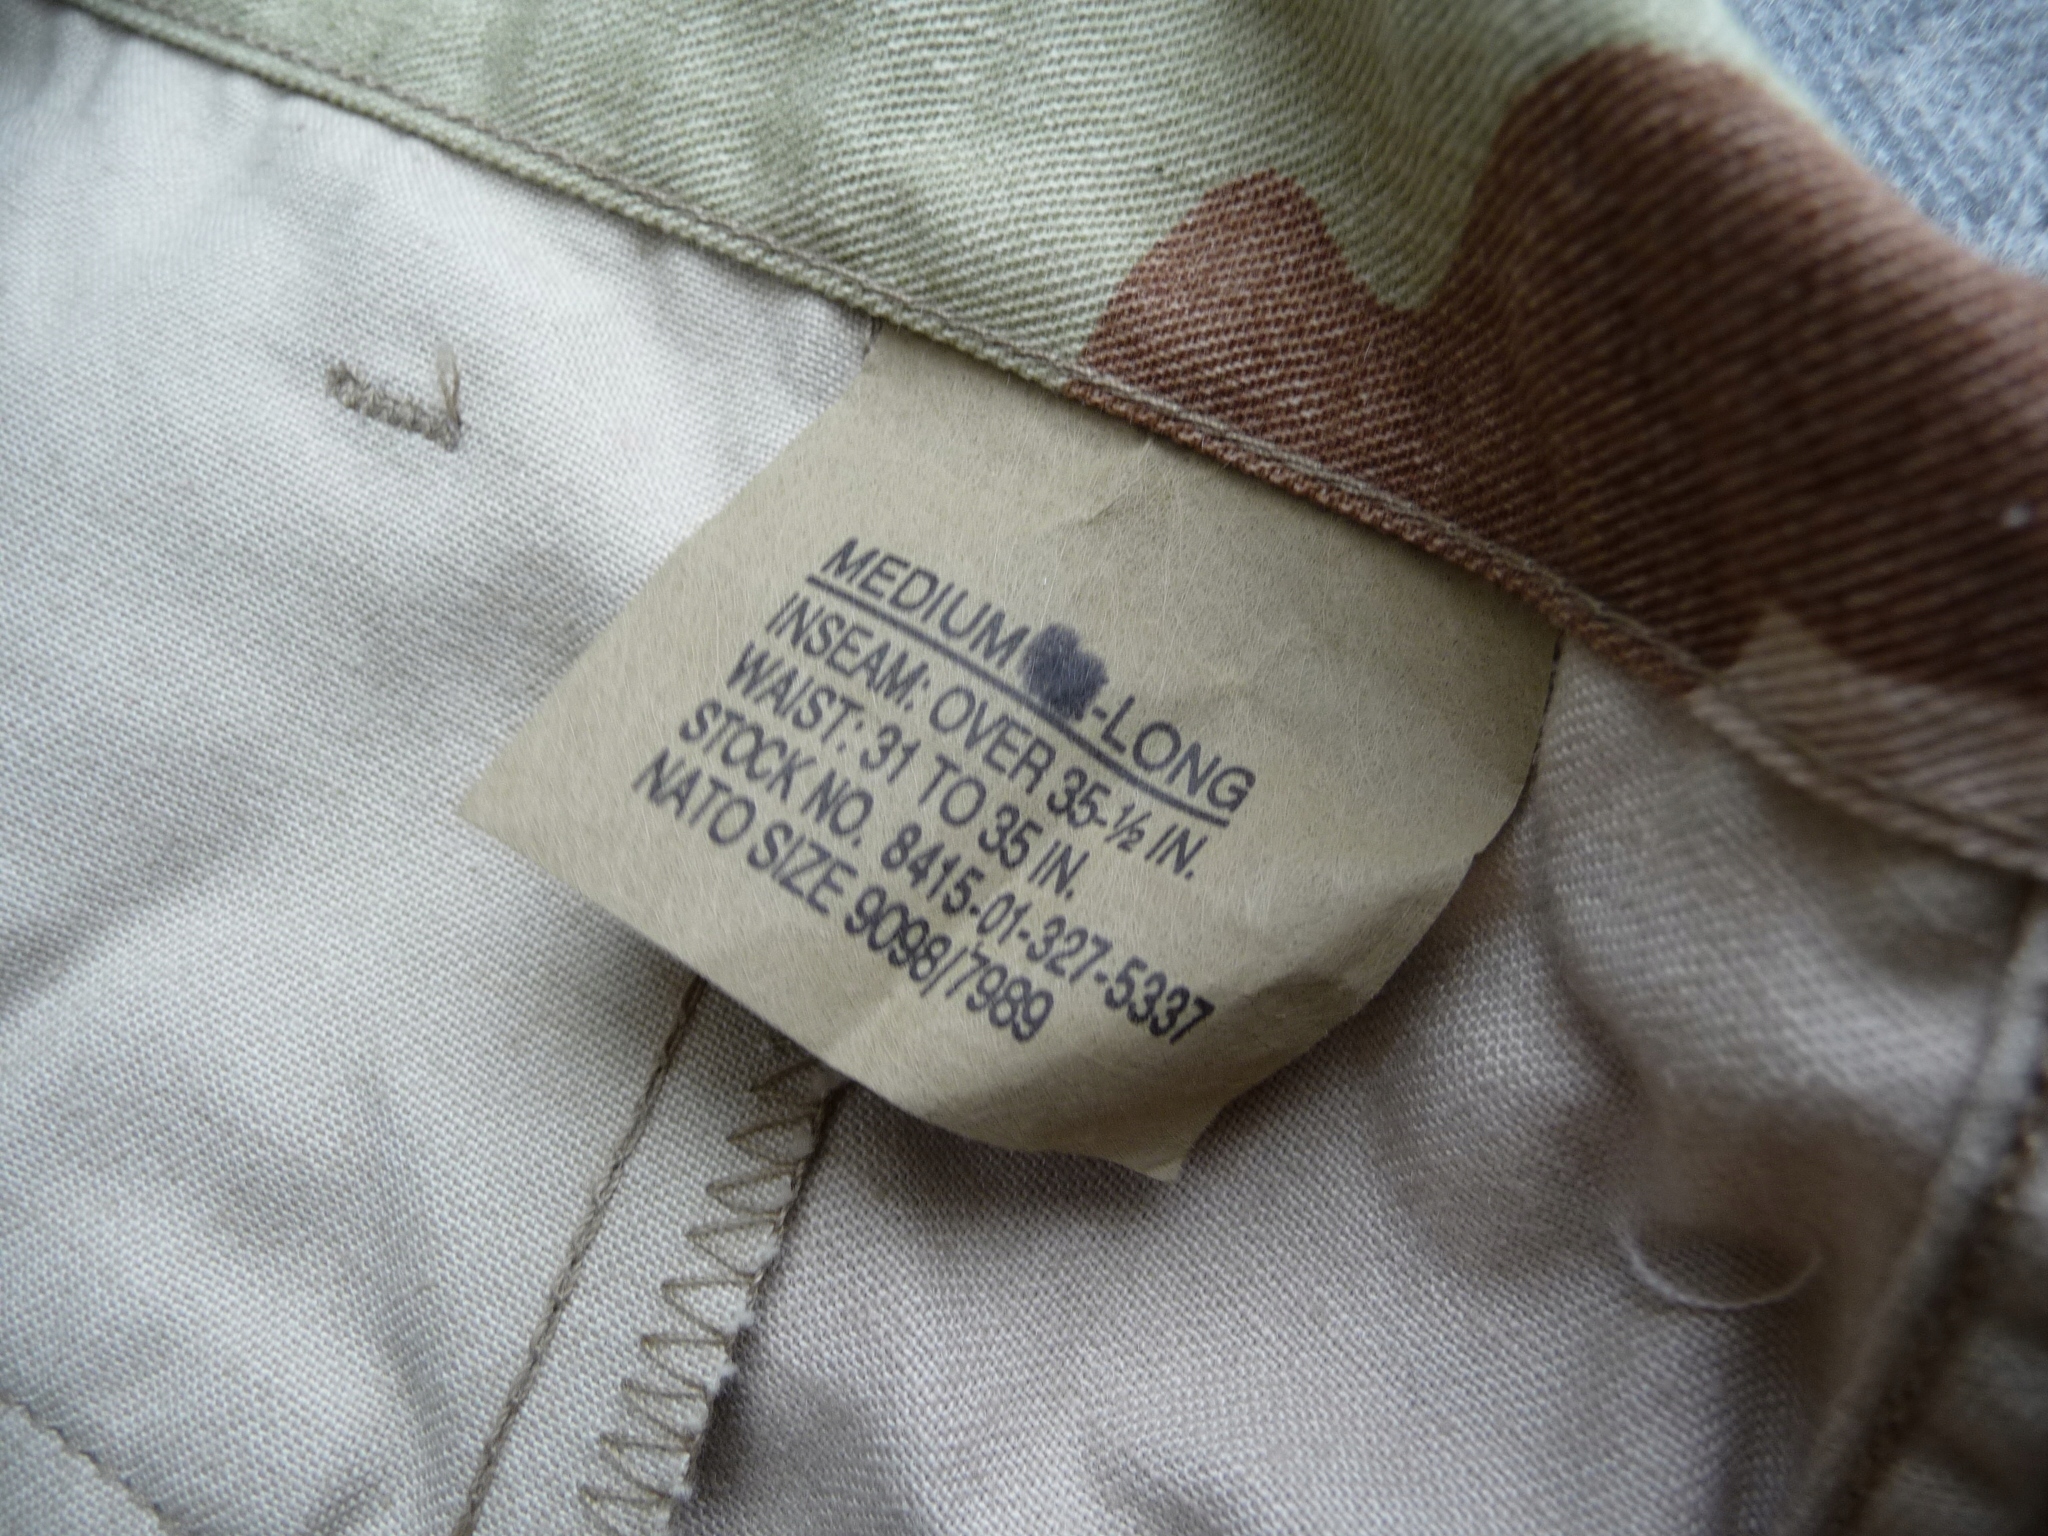 MEDIUM -LONG
INSEAM: OVER 35-½ IN.
WAIST: 31 TO 35 IN.
STOCK NO. 8415-01-327-5337
NATO SIZE 9098/7989